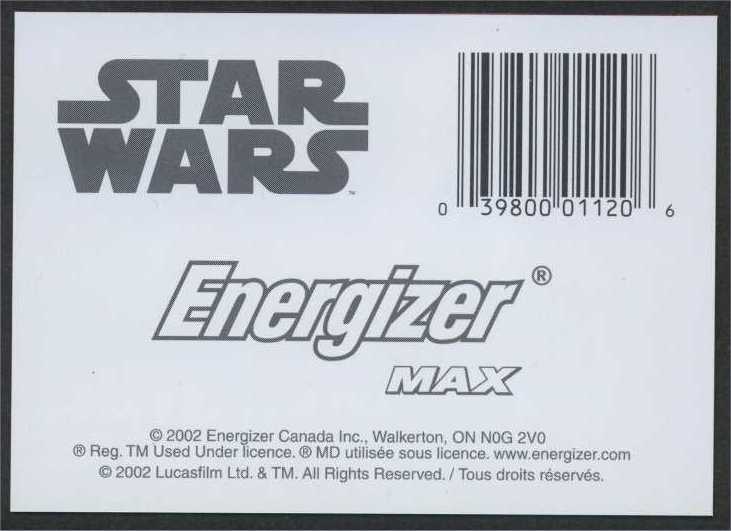 STAR
WARS
™
0 39800 01120 6
Energizer®
MAX
© 2002 Energizer Canada Inc., Walkerton, ON N0G 2V0
® Reg. TM Used Under licence. ® MD utilisée sous licence. www.energizer.com
© 2002 Lucasfilm Ltd. & TM. All Rights Reserved. / Tous droits réservés.